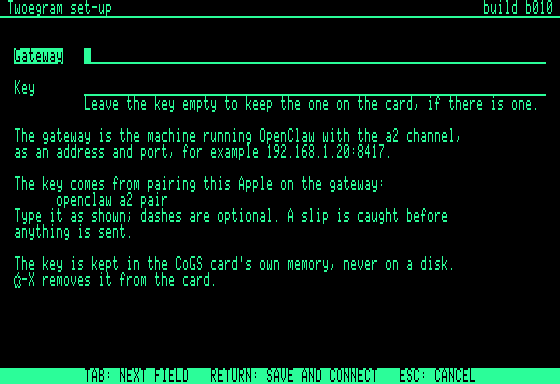 Twoegram set-up build b010
Gateway
Key
Leave the key empty to keep the one on the card, if there is one.
The gateway is the machine running OpenClaw with the a2 channel,
as an address and port, for example 192.168.1.20:8417.
The key comes from pairing this Apple on the gateway:
openclaw a2 pair
Type it as shown; dashes are optional. A slip is caught before
anything is sent.
The key is kept in the CoGS card's own memory, never on a disk.
-X removes it from the card.
TAB: NEXT FIELD RETURN: SAVE AND CONNECT ESC: CANCEL